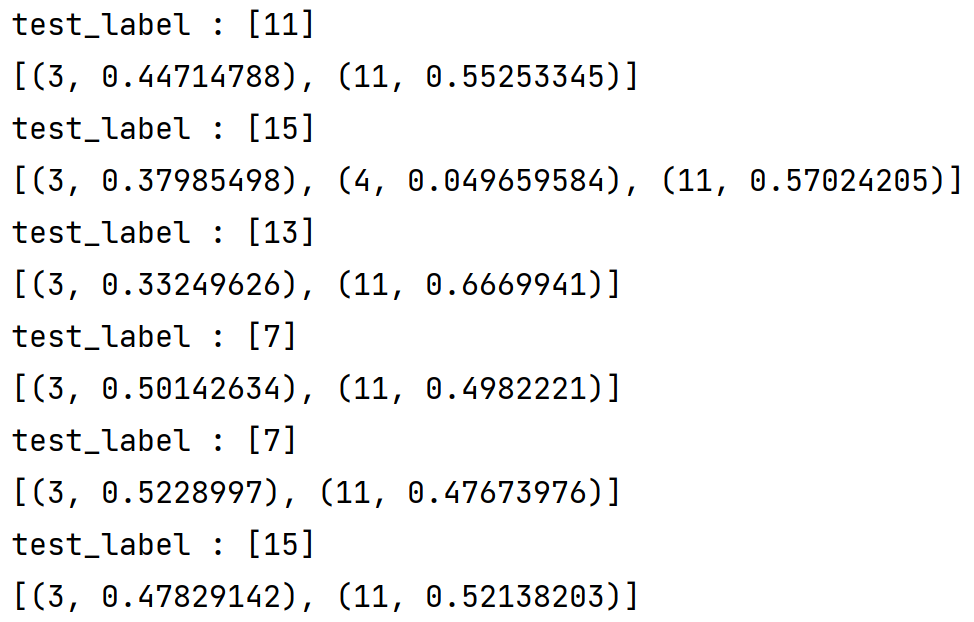 test_label : [11]
[(3, 0.44714788), (11, 0.55253345)]
test_label : [15]
[(3, 0.37985498), (4, 0.049659584), (11, 0.57024205)]
test_label : [13]
[(3, 0.33249626), (11, 0.6669941)]
test_label : [7]
[(3, 0.50142634), (11, 0.4982221)]
test_label : [7]
[(3, 0.5228997), (11, 0.47673976)]
test_label : [15]
[(3, 0.47829142), (11, 0.52138203)]